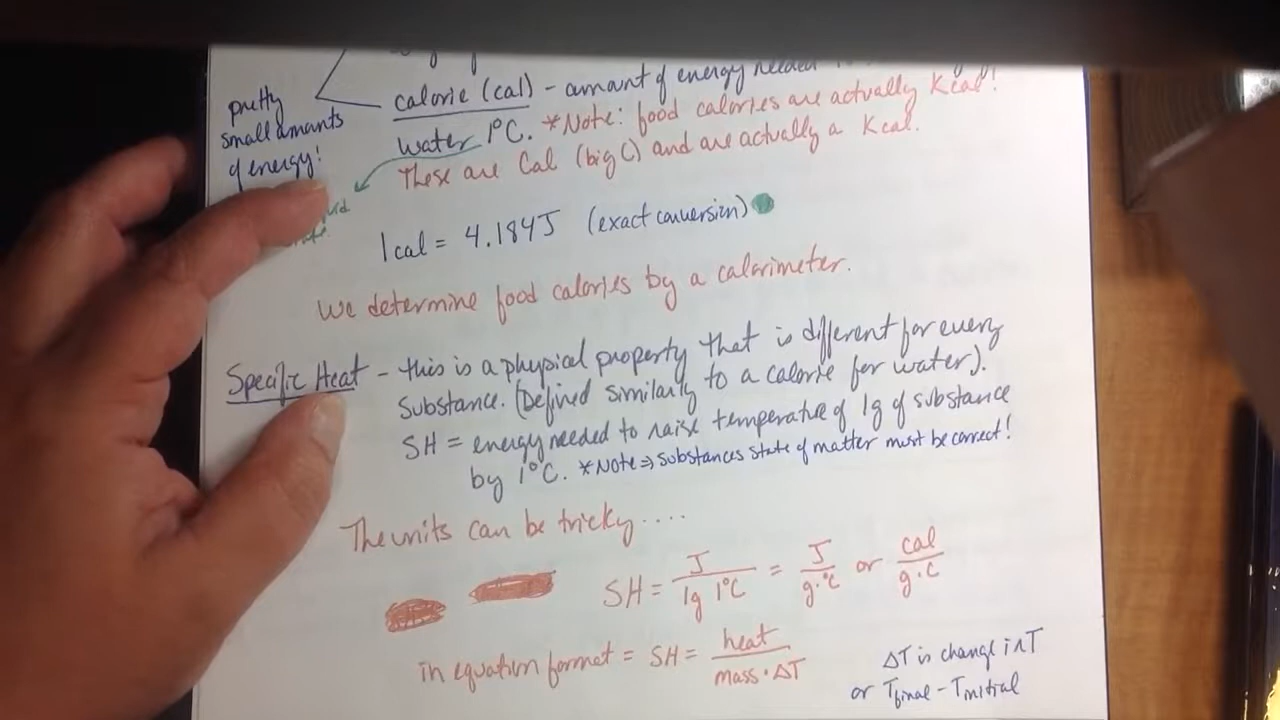 pretty
small amants
of energy!
calorie (cal) - amant of energy needed
water 1°C. *Note: food calories are actually Kcal!
These are Cal (big C) and are actually a Kcal.
1 cal = 4.184J (exact conversion)
We determine food calories by a calorimeter.
Specific Heat - this is a physical property that is different for every
substance. (Defined similarly to a calorie for water).
SH = energy needed to raise temperature of 1g of substance
by 1°C. *Note ⇒ substances state of matter must be correct!
The units can be tricky....
SH = J / 1g 1°C = J / g·°C or cal / g·C
in equation format = SH = heat / mass·ΔT
ΔT is change in T
or Tfinal - Tinitial